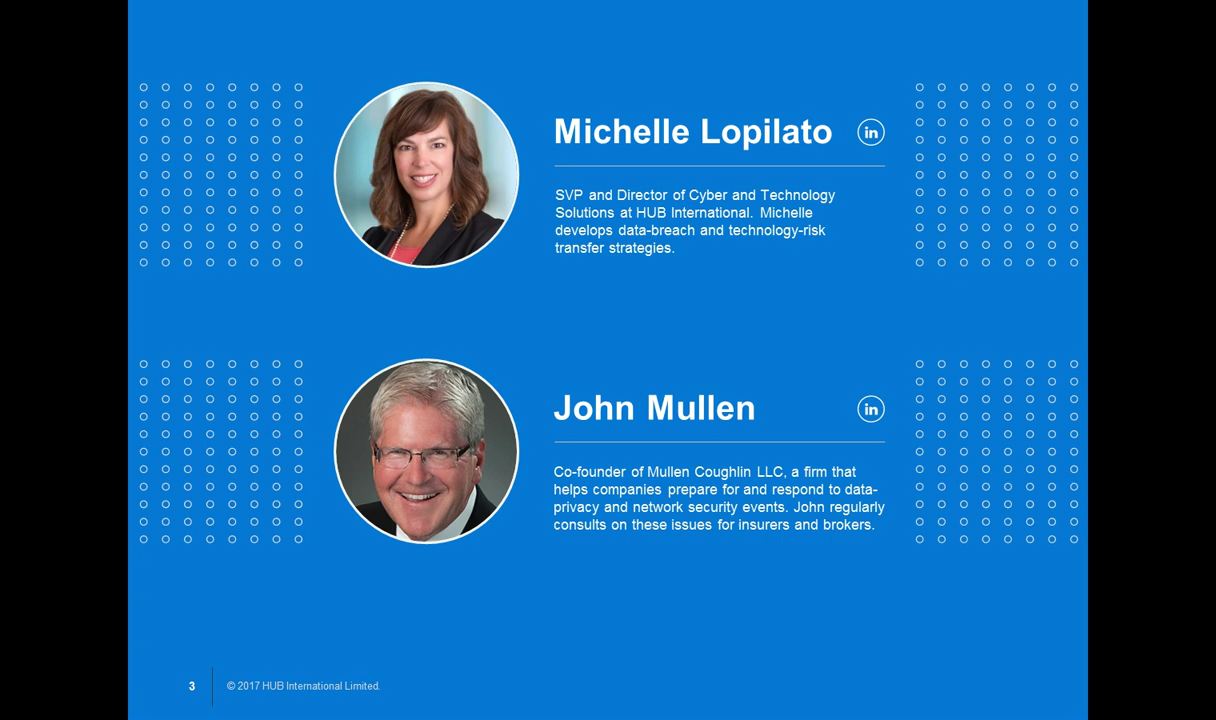 Michelle Lopilato
in
SVP and Director of Cyber and Technology
Solutions at HUB International. Michelle
develops data-breach and technology-risk
transfer strategies.
John Mullen
in
Co-founder of Mullen Coughlin LLC, a firm that
helps companies prepare for and respond to data-
privacy and network security events. John regularly
consults on these issues for insurers and brokers.
3
© 2017 HUB International Limited.